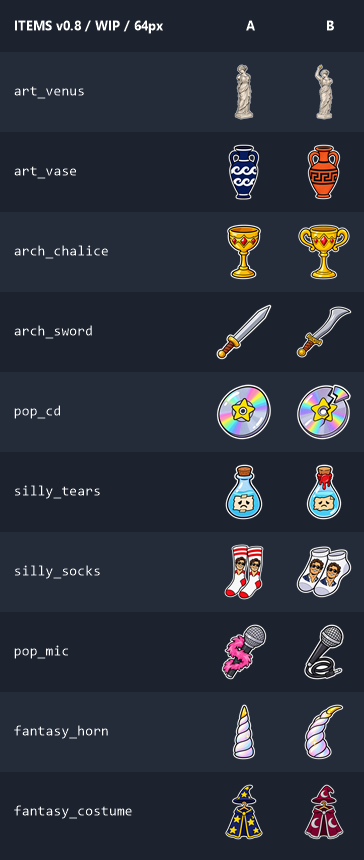 ITEMS v0.8 / WIP / 64px A B
art_venus
art_vase
arch_chalice
arch_sword
pop_cd
silly_tears
silly_socks
pop_mic
fantasy_horn
fantasy_costume